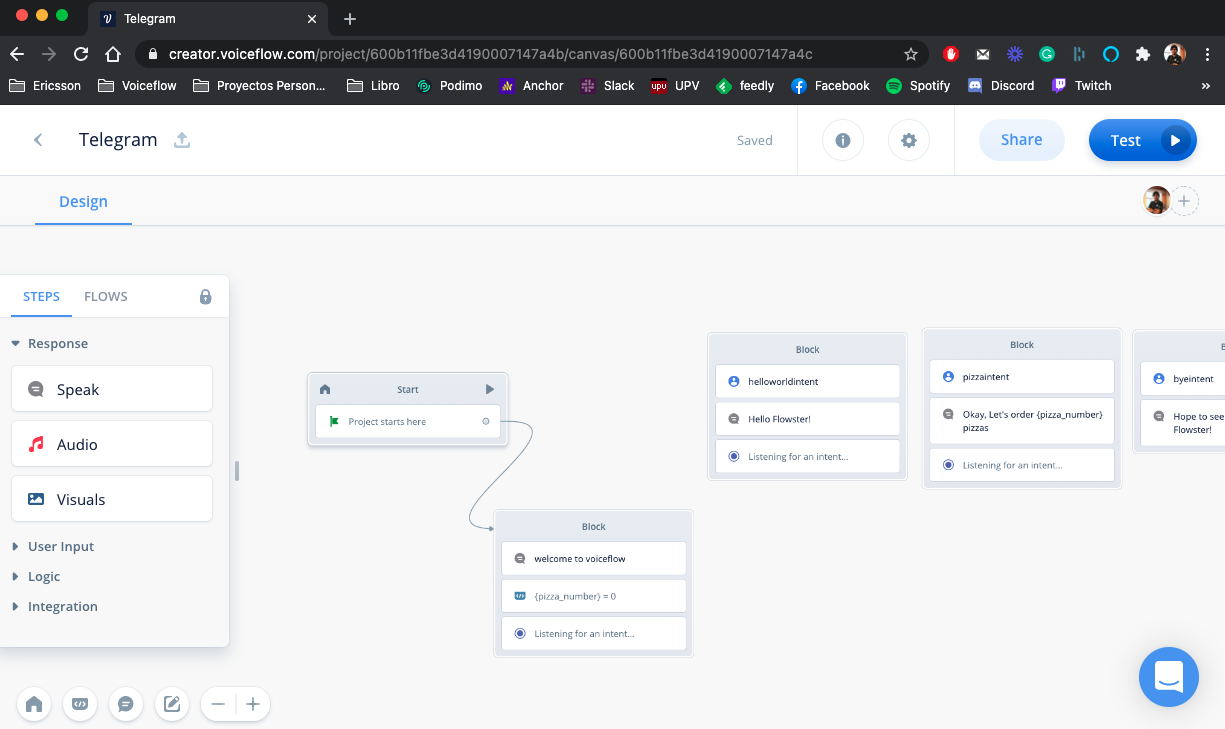 Telegram
creator.voiceflow.com/project/600b11fbe3d4190007147a4b/canvas/600b11fbe3d4190007147a4c
Ericsson Voiceflow Proyectos Person... Libro Podimo Anchor Slack upu UPV feedly Facebook Spotify Discord Twitch »
Telegram
Saved
Share
Test
Design
STEPS FLOWS
Response
Speak
Audio
Visuals
User Input
Logic
Integration
Start
Project starts here
Block
welcome to voiceflow
{pizza_number} = 0
Listening for an intent...
Block
helloworldintent
Hello Flowster!
Listening for an intent...
Block
pizzaintent
Okay, Let's order {pizza_number}
pizzas
Listening for an intent...
byeintent
Hope to see
Flowster!